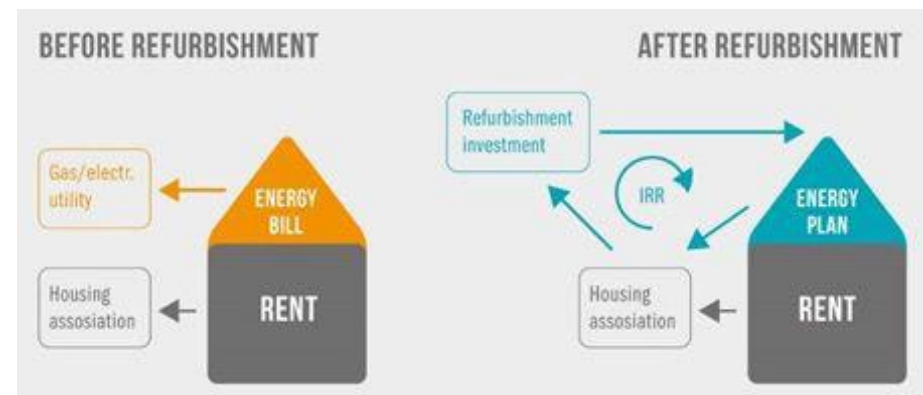 BEFORE REFURBISHMENT
Gas/electr.
utility
ENERGY
BILL
Housing
assosiation
RENT
AFTER REFURBISHMENT
Refurbishment
investment
IRR
ENERGY
PLAN
Housing
assosiation
RENT